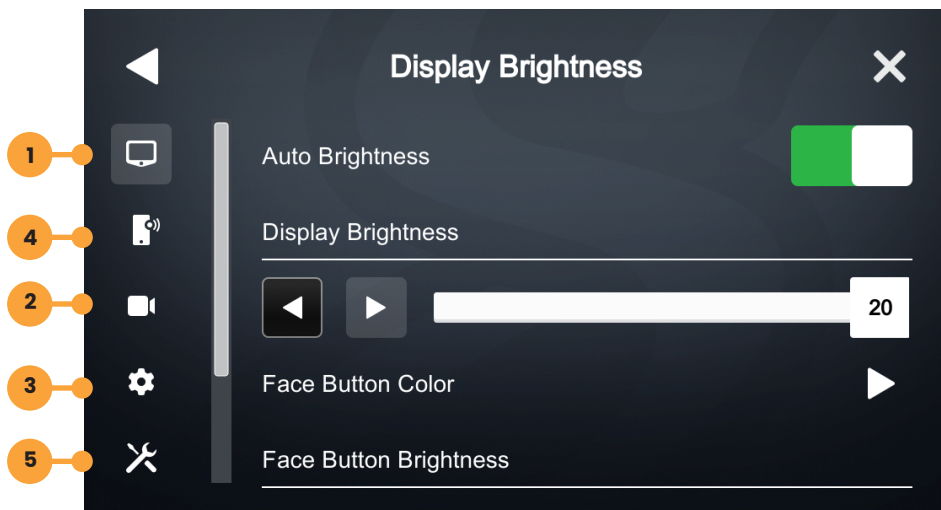 Display Brightness
1
Auto Brightness
4
Display Brightness
2
20
3
Face Button Color
5
Face Button Brightness